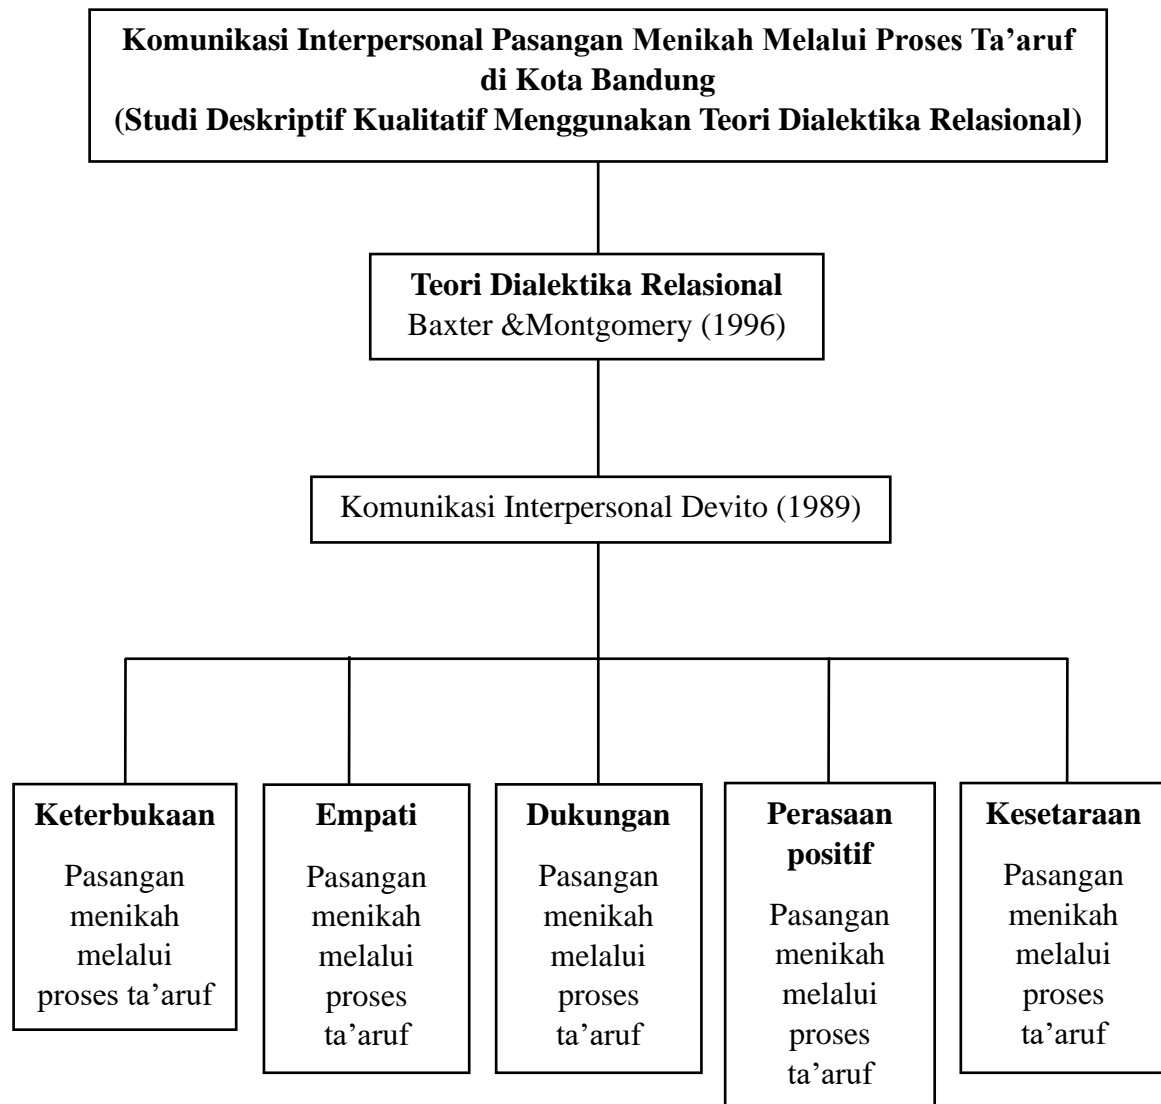 Komunikasi Interpersonal Pasangan Menikah Melalui Proses Ta’aruf
di Kota Bandung
(Studi Deskriptif Kualitatif Menggunakan Teori Dialektika Relasional)
Teori Dialektika Relasional
Baxter &Montgomery (1996)
Komunikasi Interpersonal Devito (1989)
Keterbukaan
Pasangan
menikah
melalui
proses ta’aruf
Empati
Pasangan
menikah
melalui
proses
ta’aruf
Dukungan
Pasangan
menikah
melalui
proses
ta’aruf
Perasaan
positif
Pasangan
menikah
melalui
proses
ta’aruf
Kesetaraan
Pasangan
menikah
melalui
proses
ta’aruf